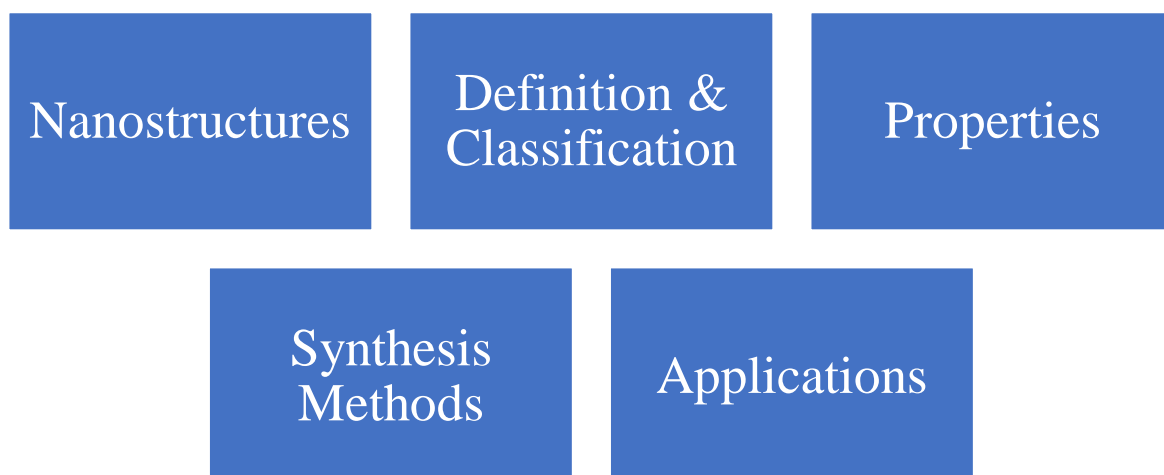 Nanostructures
Definition &
Classification
Properties
Synthesis
Methods
Applications